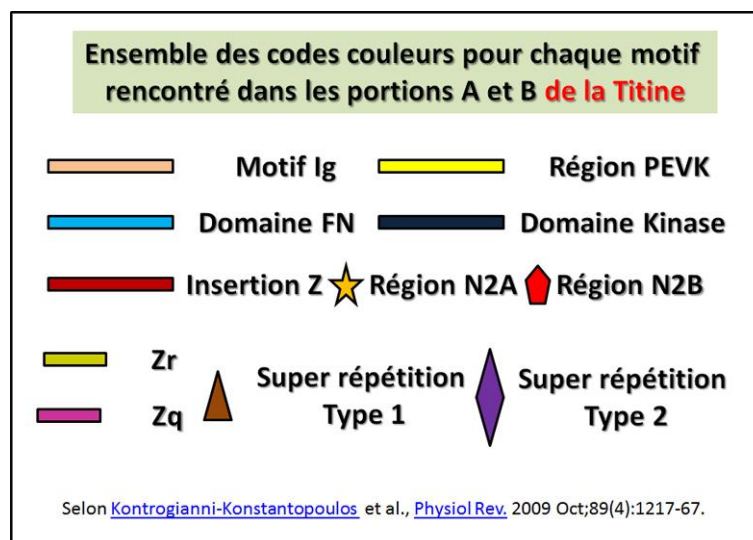 Ensemble des codes couleurs pour chaque motif
rencontré dans les portions A et B de la Titine
Motif Ig
Région PEVK
Domaine FN
Domaine Kinase
Insertion Z
Région N2A
Région N2B
Zr
Zq
Super répétition
Type 1
Super répétition
Type 2
Selon Kontrogianni-Konstantopoulos et al., Physiol Rev. 2009 Oct;89(4):1217-67.